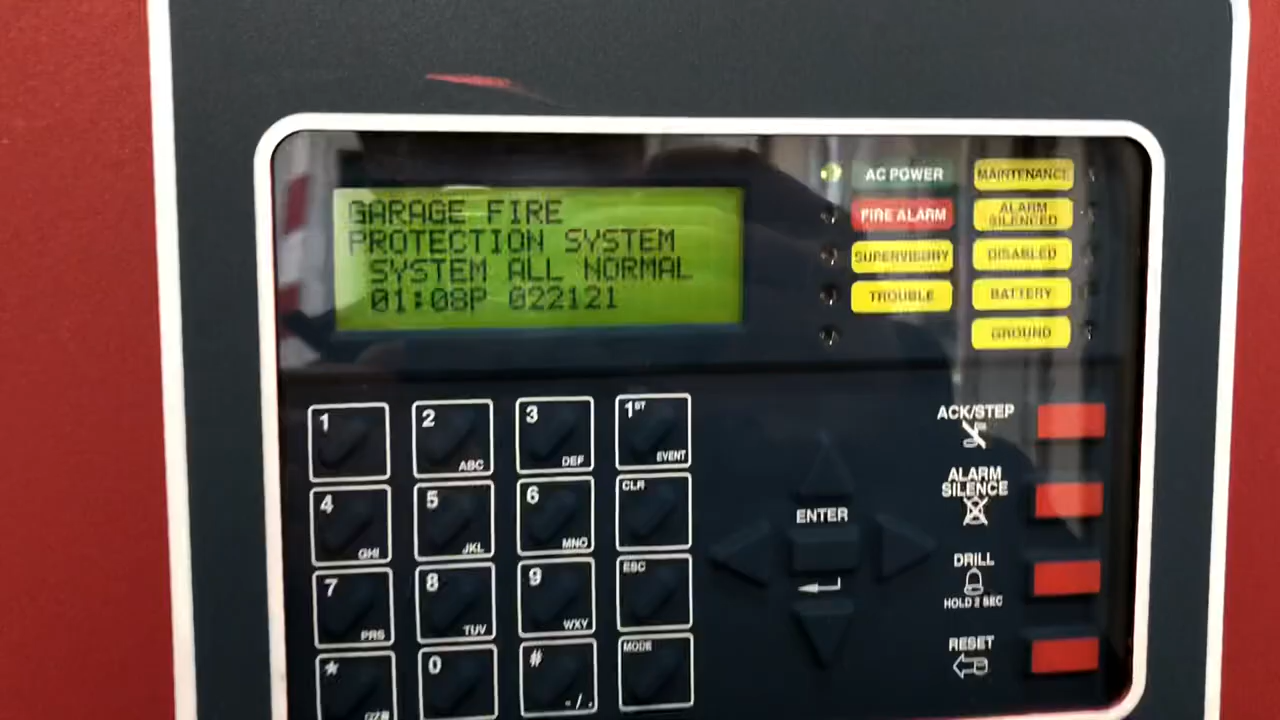 GARAGE FIRE
PROTECTION SYSTEM
SYSTEM ALL NORMAL
01:08P 022121
AC POWER
MAINTENANCE
FIRE ALARM
ALARM
SILENCED
SUPERVISORY
DISABLED
TROUBLE
BATTERY
GROUND
1
2 ABC
3 DEF
1ST EVENT
4 GHI
5 JKL
6 MNO
CLR
7 PRS
8 TUV
9 WXY
ESC
*
QZ
0
#
MODE
ENTER
ACK/STEP
ALARM
SILENCE
DRILL
HOLD 2 SEC
RESET